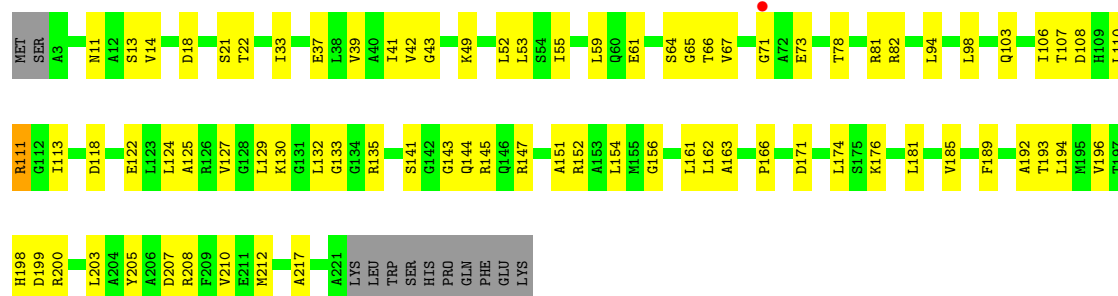 MET SER A3 N11 A12 S13 V14 D18 S21 T22 I33 E37 L38 V39 A40 I41 V42 G43 K49 L52 L53 S54 I55 L59 Q60 E61 S64 G65 T66 V67 G71 A72 E73 T78 R81 R82 L94 L98 Q103 I106 T107 D108 H109 L110
R111 G112 I113 D118 E122 L123 L124 A125 R126 V127 G128 L129 K130 G131 L132 G133 G134 R135 S141 G142 G143 Q144 R145 Q146 R147 A151 R152 A153 L154 M155 G156 L161 L162 A163 P166 D171 L174 S175 K176 L181 V185 F189 A192 T193 L194 M195 V196 T197
H198 D199 R200 L203 A204 Y205 A206 D207 R208 F209 V210 E211 M212 A217 A221 LYS LEU TRP SER HIS PRO GLN PHE GLU LYS